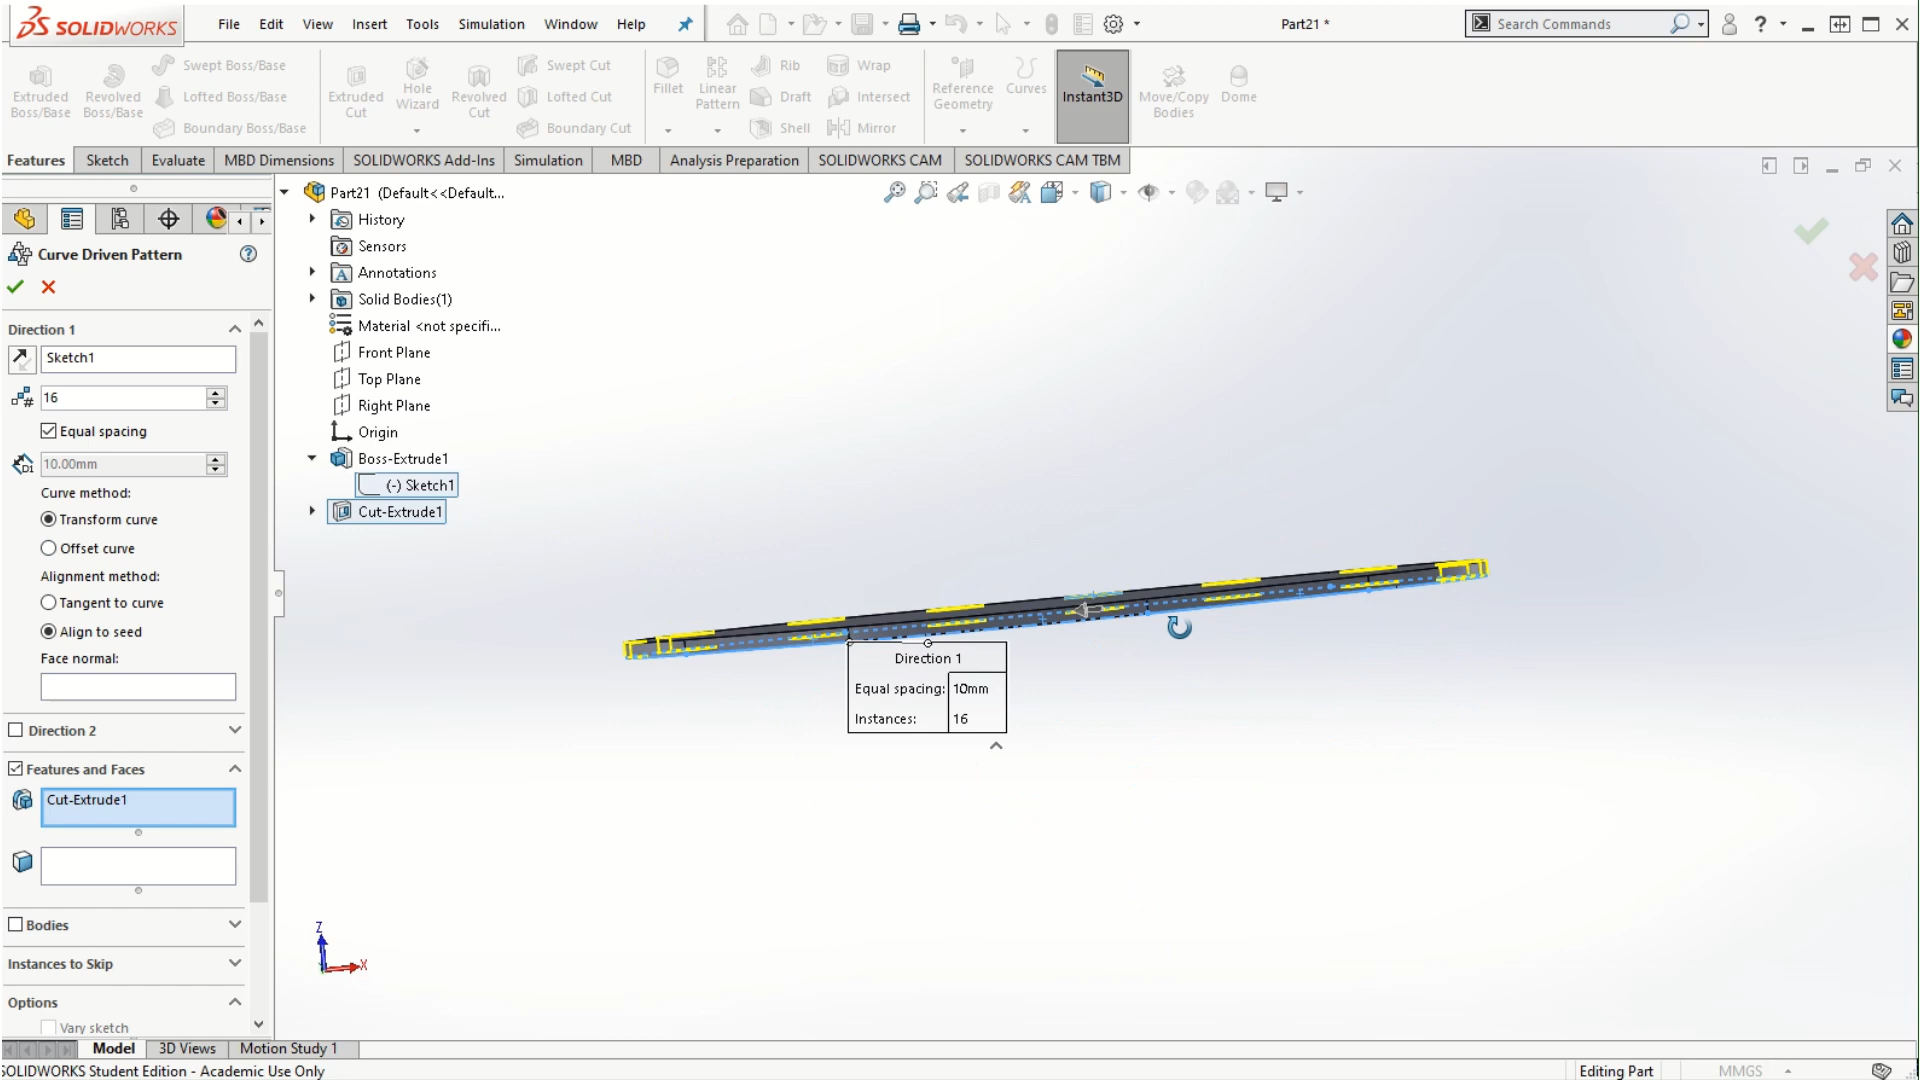 SOLIDWORKS
File Edit View Insert Tools Simulation Window Help
Part21 *
Search Commands
Extruded Boss/Base
Revolved Boss/Base
Swept Boss/Base
Lofted Boss/Base
Boundary Boss/Base
Extruded Cut
Hole Wizard
Revolved Cut
Swept Cut
Lofted Cut
Boundary Cut
Fillet
Linear Pattern
Rib
Draft
Shell
Wrap
Intersect
Mirror
Reference Geometry
Curves
Instant3D
Move/Copy Bodies
Dome
Features Sketch Evaluate MBD Dimensions SOLIDWORKS Add-Ins Simulation MBD Analysis Preparation SOLIDWORKS CAM SOLIDWORKS CAM TBM
Curve Driven Pattern
Direction 1
Sketch1
16
Equal spacing
D1
10.00mm
Curve method:
Transform curve
Offset curve
Alignment method:
Tangent to curve
Align to seed
Face normal:
Direction 2
Features and Faces
Cut-Extrude1
Bodies
Instances to Skip
Options
Vary sketch
Part21 (Default<<Default...
History
Sensors
Annotations
Solid Bodies(1)
Material <not specifi...
Front Plane
Top Plane
Right Plane
Origin
Boss-Extrude1
(-) Sketch1
Cut-Extrude1
Direction 1
Equal spacing: 10mm
Instances: 16
Z
X
Model 3D Views Motion Study 1
SOLIDWORKS Student Edition - Academic Use Only
Editing Part
MMGS